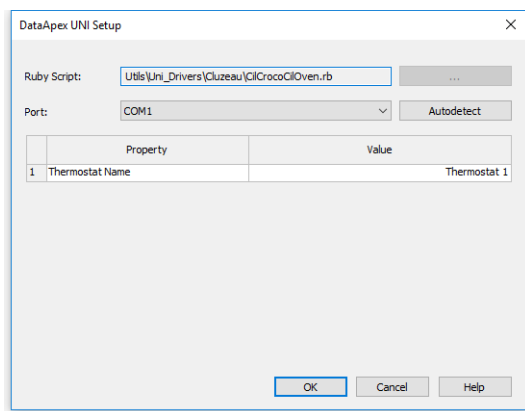 DataApex UNI Setup
Ruby Script: Utils\Uni_Drivers\Cluzeau\CilCrocoCilOven.rb ...
Port: COM1 Autodetect
Property Value
1 Thermostat Name Thermostat 1
OK Cancel Help